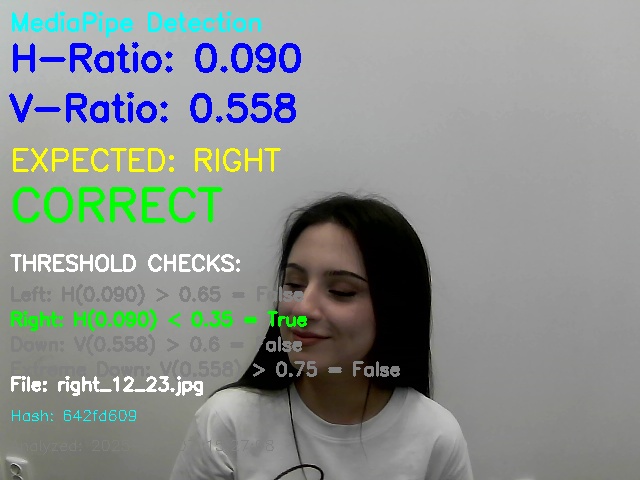 MediaPipe Detection
H-Ratio: 0.090
V-Ratio: 0.558
EXPECTED: RIGHT
CORRECT
THRESHOLD CHECKS:
Left: H(0.090) > 0.65 = False
Right: H(0.090) < 0.35 = True
Down: V(0.558) > 0.6 = False
V(0.558) > 0.75 = False
File: right_12_23.jpg
Hash: 642fd609